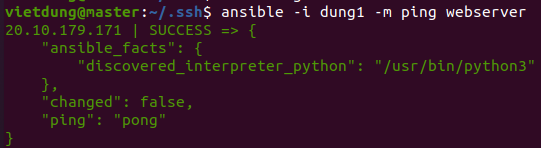 vietdung@master:~/.ssh$ ansible -i dung1 -m ping webserver
20.10.179.171 | SUCCESS => {
    "ansible_facts": {
        "discovered_interpreter_python": "/usr/bin/python3"
    },
    "changed": false,
    "ping": "pong"
}